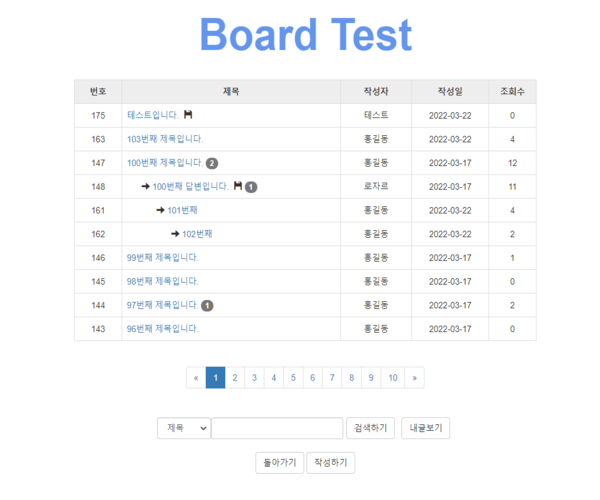 Board Test
번호 제목 작성자 작성일 조회수
175 테스트입니다. 테스트 2022-03-22 0
163 103번째 제목입니다. 홍길동 2022-03-22 4
147 100번째 제목입니다. 2 홍길동 2022-03-17 12
148 100번째 답변입니다. 1 로자르 2022-03-17 11
161 101번째 홍길동 2022-03-22 4
162 102번째 홍길동 2022-03-22 2
146 99번째 제목입니다. 홍길동 2022-03-17 1
145 98번째 제목입니다. 홍길동 2022-03-17 0
144 97번째 제목입니다. 1 홍길동 2022-03-17 2
143 96번째 제목입니다. 홍길동 2022-03-17 0
« 1 2 3 4 5 6 7 8 9 10 »
제목 검색하기 내글보기
돌아가기 작성하기